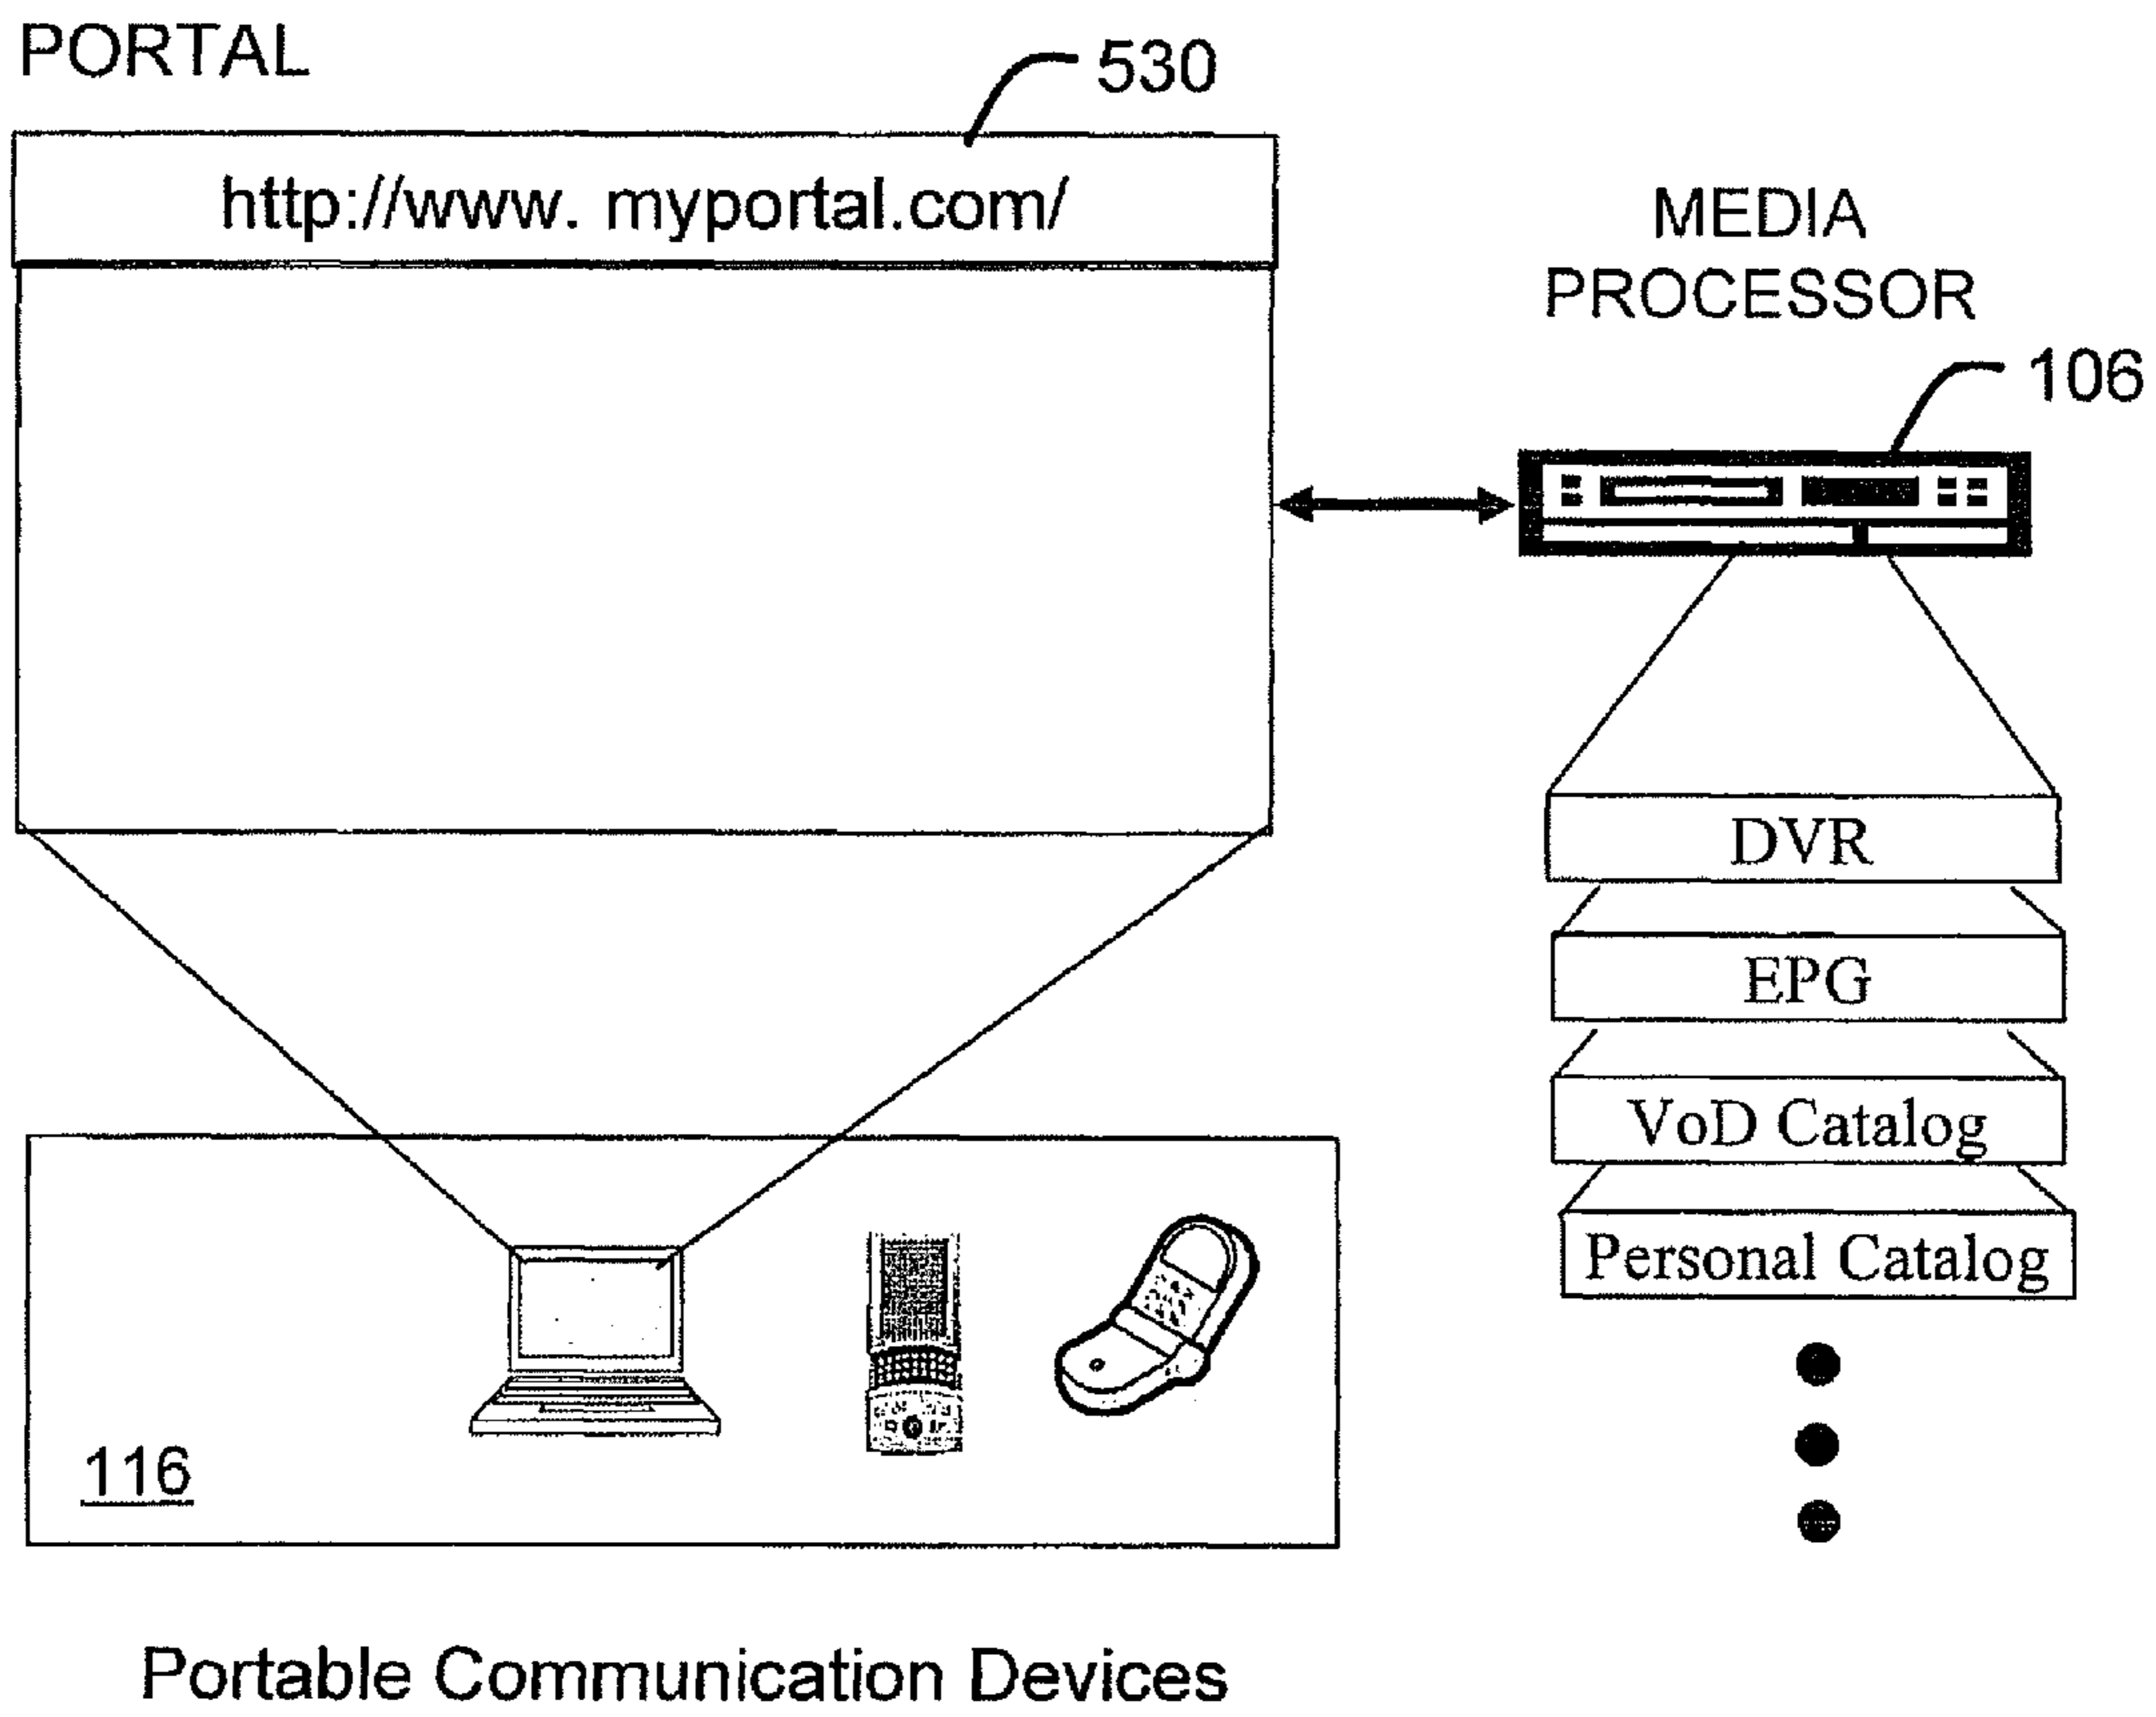 PORTAL
530
http://www. myportal.com/
MEDIA
PROCESSOR
106
DVR
EPG
VoD Catalog
Personal Catalog
116
Portable Communication Devices